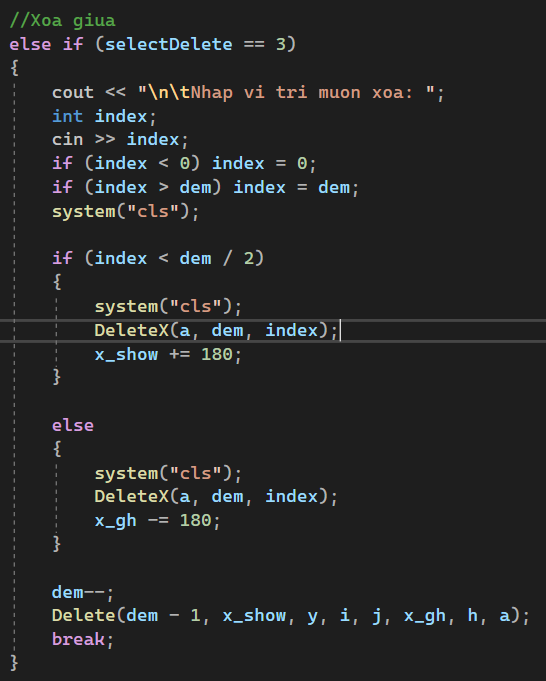 //Xoa giua
else if (selectDelete == 3)
{
    cout << "\n\tNhap vi tri muon xoa: ";
    int index;
    cin >> index;
    if (index < 0) index = 0;
    if (index > dem) index = dem;
    system("cls");

    if (index < dem / 2)
    {
        system("cls");
        DeleteX(a, dem, index);
        x_show += 180;
    }

    else
    {
        system("cls");
        DeleteX(a, dem, index);
        x_gh -= 180;
    }

    dem--;
    Delete(dem - 1, x_show, y, i, j, x_gh, h, a);
    break;
}